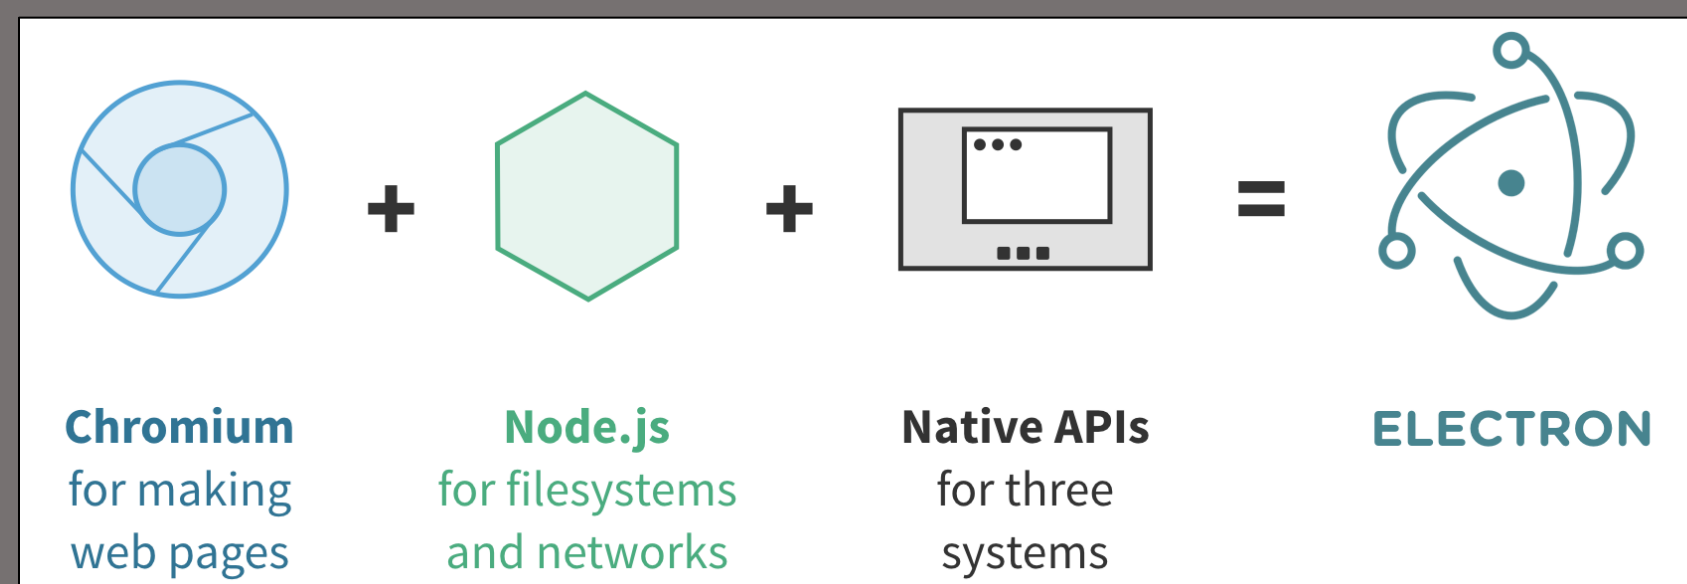 Chromium
for making
web pages
+
Node.js
for filesystems
and networks
+
Native APIs
for three
systems
=
ELECTRON